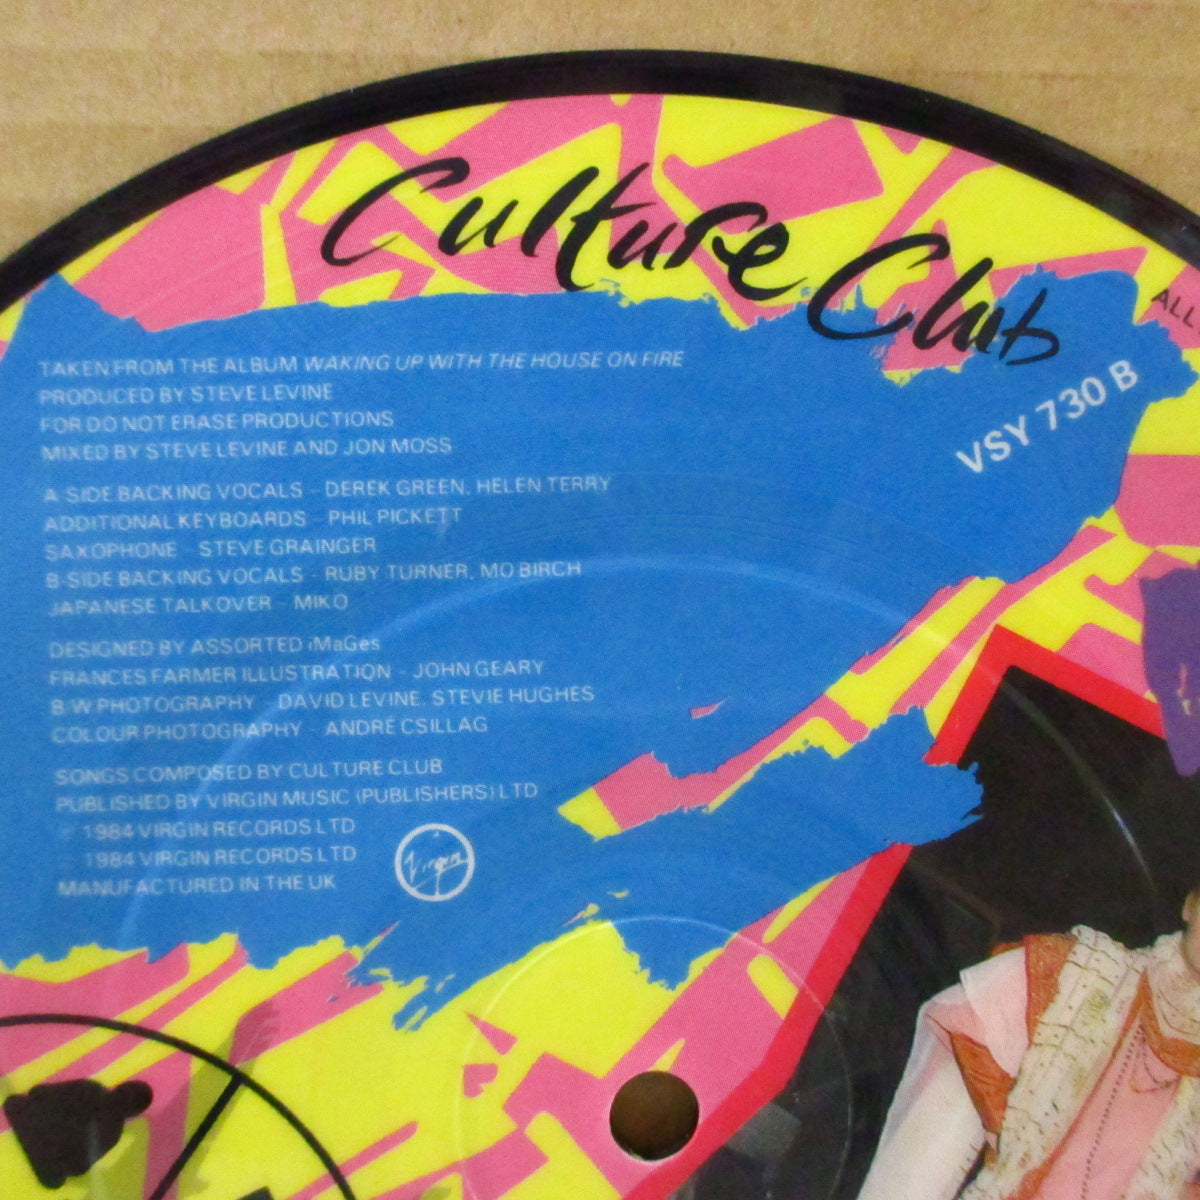 Culture Club
ALL
VSY 730 B
TAKEN FROM THE ALBUM WAKING UP WITH THE HOUSE ON FIRE
PRODUCED BY STEVE LEVINE
FOR DO NOT ERASE PRODUCTIONS
MIXED BY STEVE LEVINE AND JON MOSS
A SIDE BACKING VOCALS – DEREK GREEN, HELEN TERRY
ADDITIONAL KEYBOARDS – PHIL PICKETT
SAXOPHONE – STEVE GRAINGER
B-SIDE BACKING VOCALS – RUBY TURNER, MO BIRCH
JAPANESE TALKOVER – MIKO
DESIGNED BY ASSORTED iMaGes
FRANCES FARMER ILLUSTRATION – JOHN GEARY
B/W PHOTOGRAPHY DAVID LEVINE, STEVIE HUGHES
COLOUR PHOTOGRAPHY – ANDRÉ CSILLAG
SONGS COMPOSED BY CULTURE CLUB
PUBLISHED BY VIRGIN MUSIC (PUBLISHERS) LTD
℗ 1984 VIRGIN RECORDS LTD
© 1984 VIRGIN RECORDS LTD
MANUFACTURED IN THE UK
Virgin